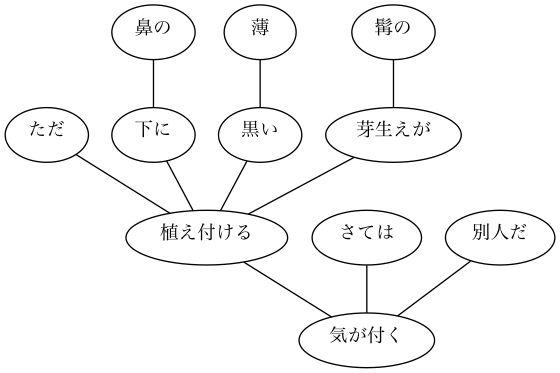 鼻の 薄 髯の
ただ 下に 黒い 芽生えが
植え付ける さては 別人だ
気が付く